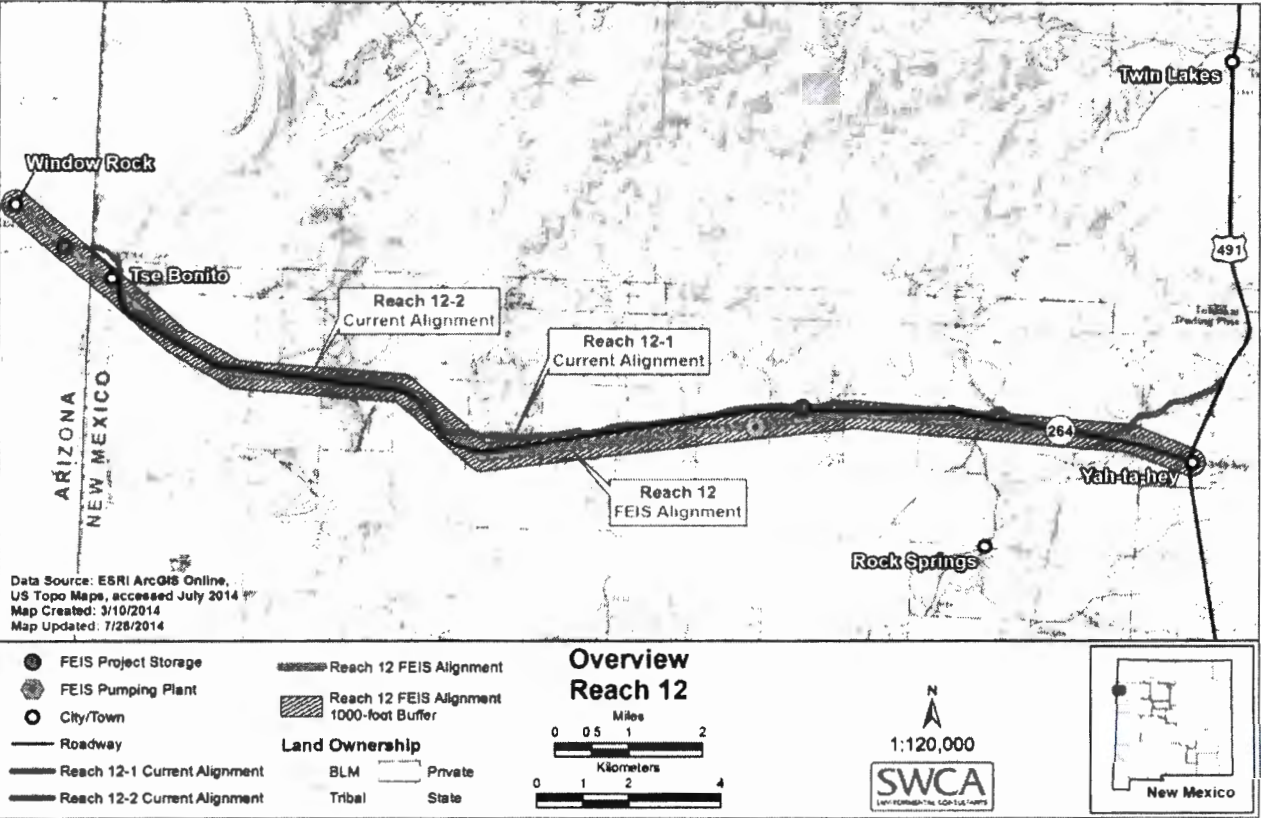 Twin Lakes
Window Rock
491
Tse Bonito
Reach 12-2
Current Alignment
Trading Post
Reach 12-1
Current Alignment
ARIZONA
NEW MEXICO
264
Yah-ta-hey
Reach 12
FEIS Alignment
Rock Springs
Data Source: ESRI ArcGIS Online,
US Topo Maps, accessed July 2014
Map Created: 3/10/2014
Map Updated: 7/28/2014
FEIS Project Storage
FEIS Pumping Plant
City/Town
Roadway
Reach 12-1 Current Alignment
Reach 12-2 Current Alignment
Reach 12 FEIS Alignment
Reach 12 FEIS Alignment
1000-foot Buffer
Land Ownership
BLM
Private
Tribal
State
Overview
Reach 12
Miles
0 0.5 1 2
Kilometers
0 1 2 4
N
1:120,000
SWCA
ENVIRONMENTAL CONSULTANTS
New Mexico